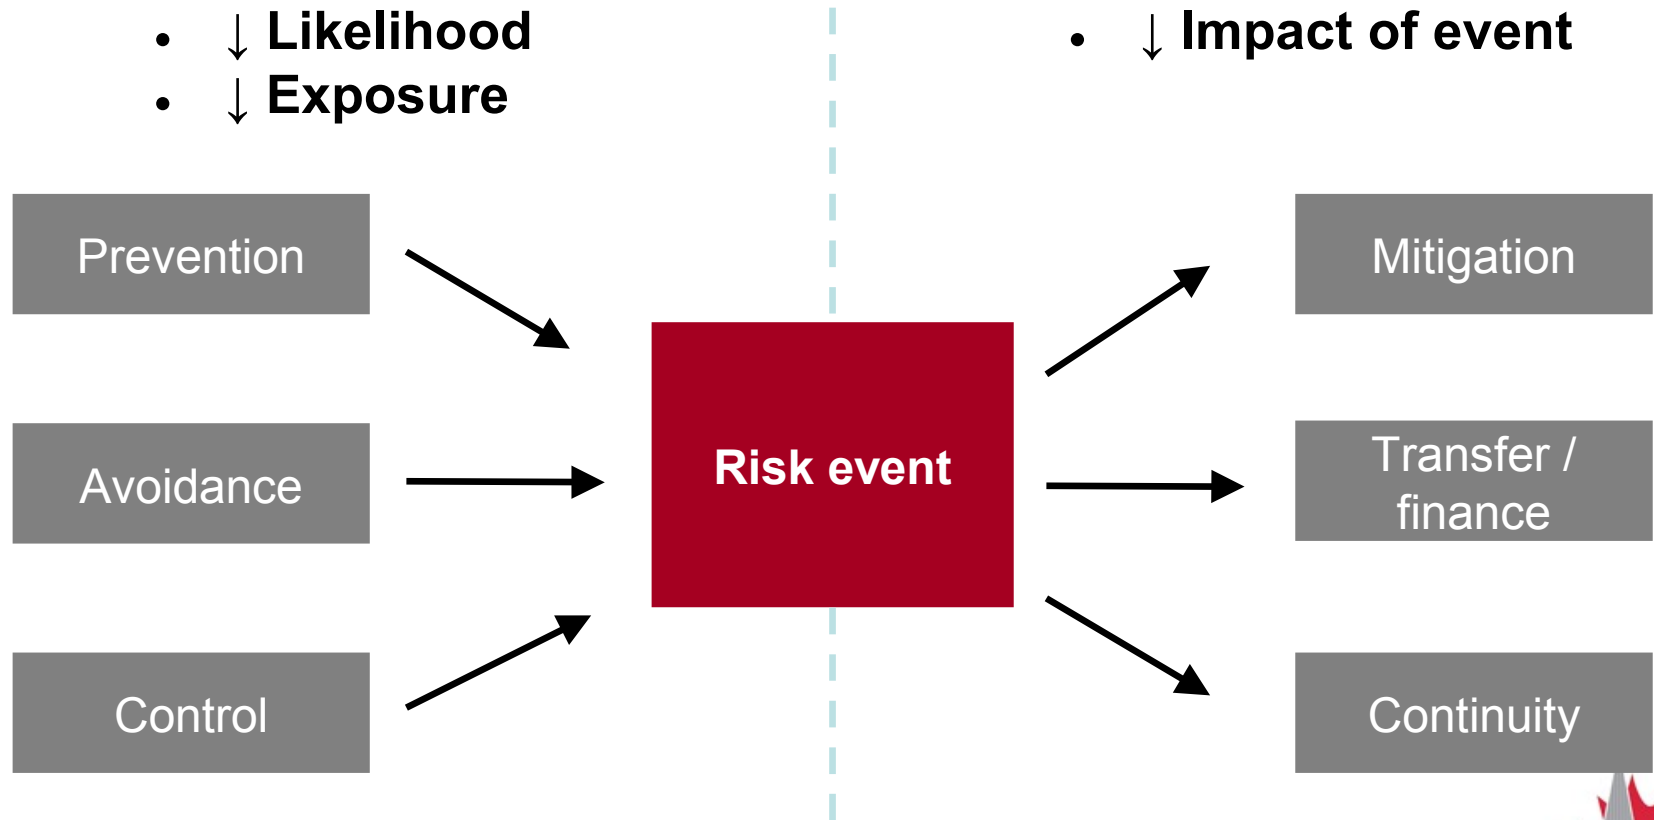 • ↓ Likelihood
• ↓ Exposure
• ↓ Impact of event
Prevention
Avoidance
Control
Risk event
Mitigation
Transfer /
finance
Continuity